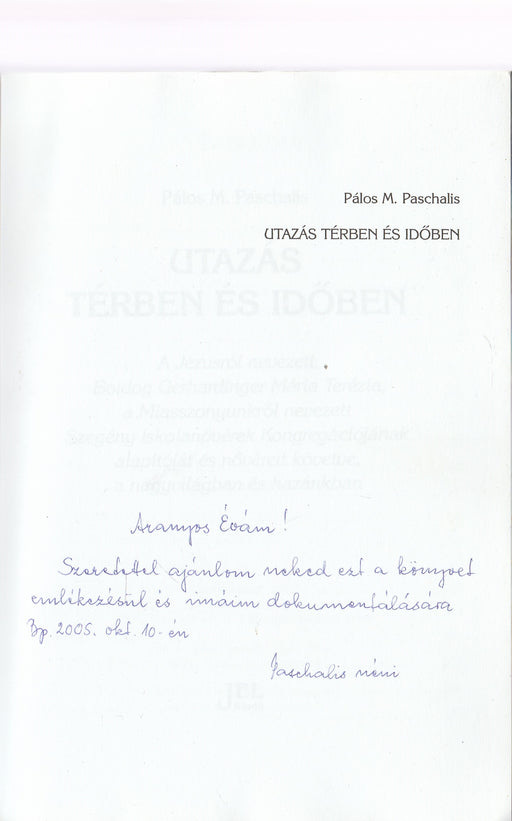 Pálos M. Paschalis
UTAZÁS TÉRBEN ÉS IDŐBEN
Pálos M. Paschalis
UTAZÁS
TÉRBEN ÉS IDŐBEN
A Jézusról nevezett
Boldog Gerhardinger Mária Terézia,
a Miasszonyunkról nevezett
Szegény Iskolanővérek Kongregációjának
alapítóját és nővéreit követve,
a nagyvilágban és hazánkban
Aranyos Évám!
Szeretettel ajánlom neked ezt a könyvet
emlékezésül és imáim dokumentálására
Bp. 2005. okt. 10-én
Paschalis néni
JEL